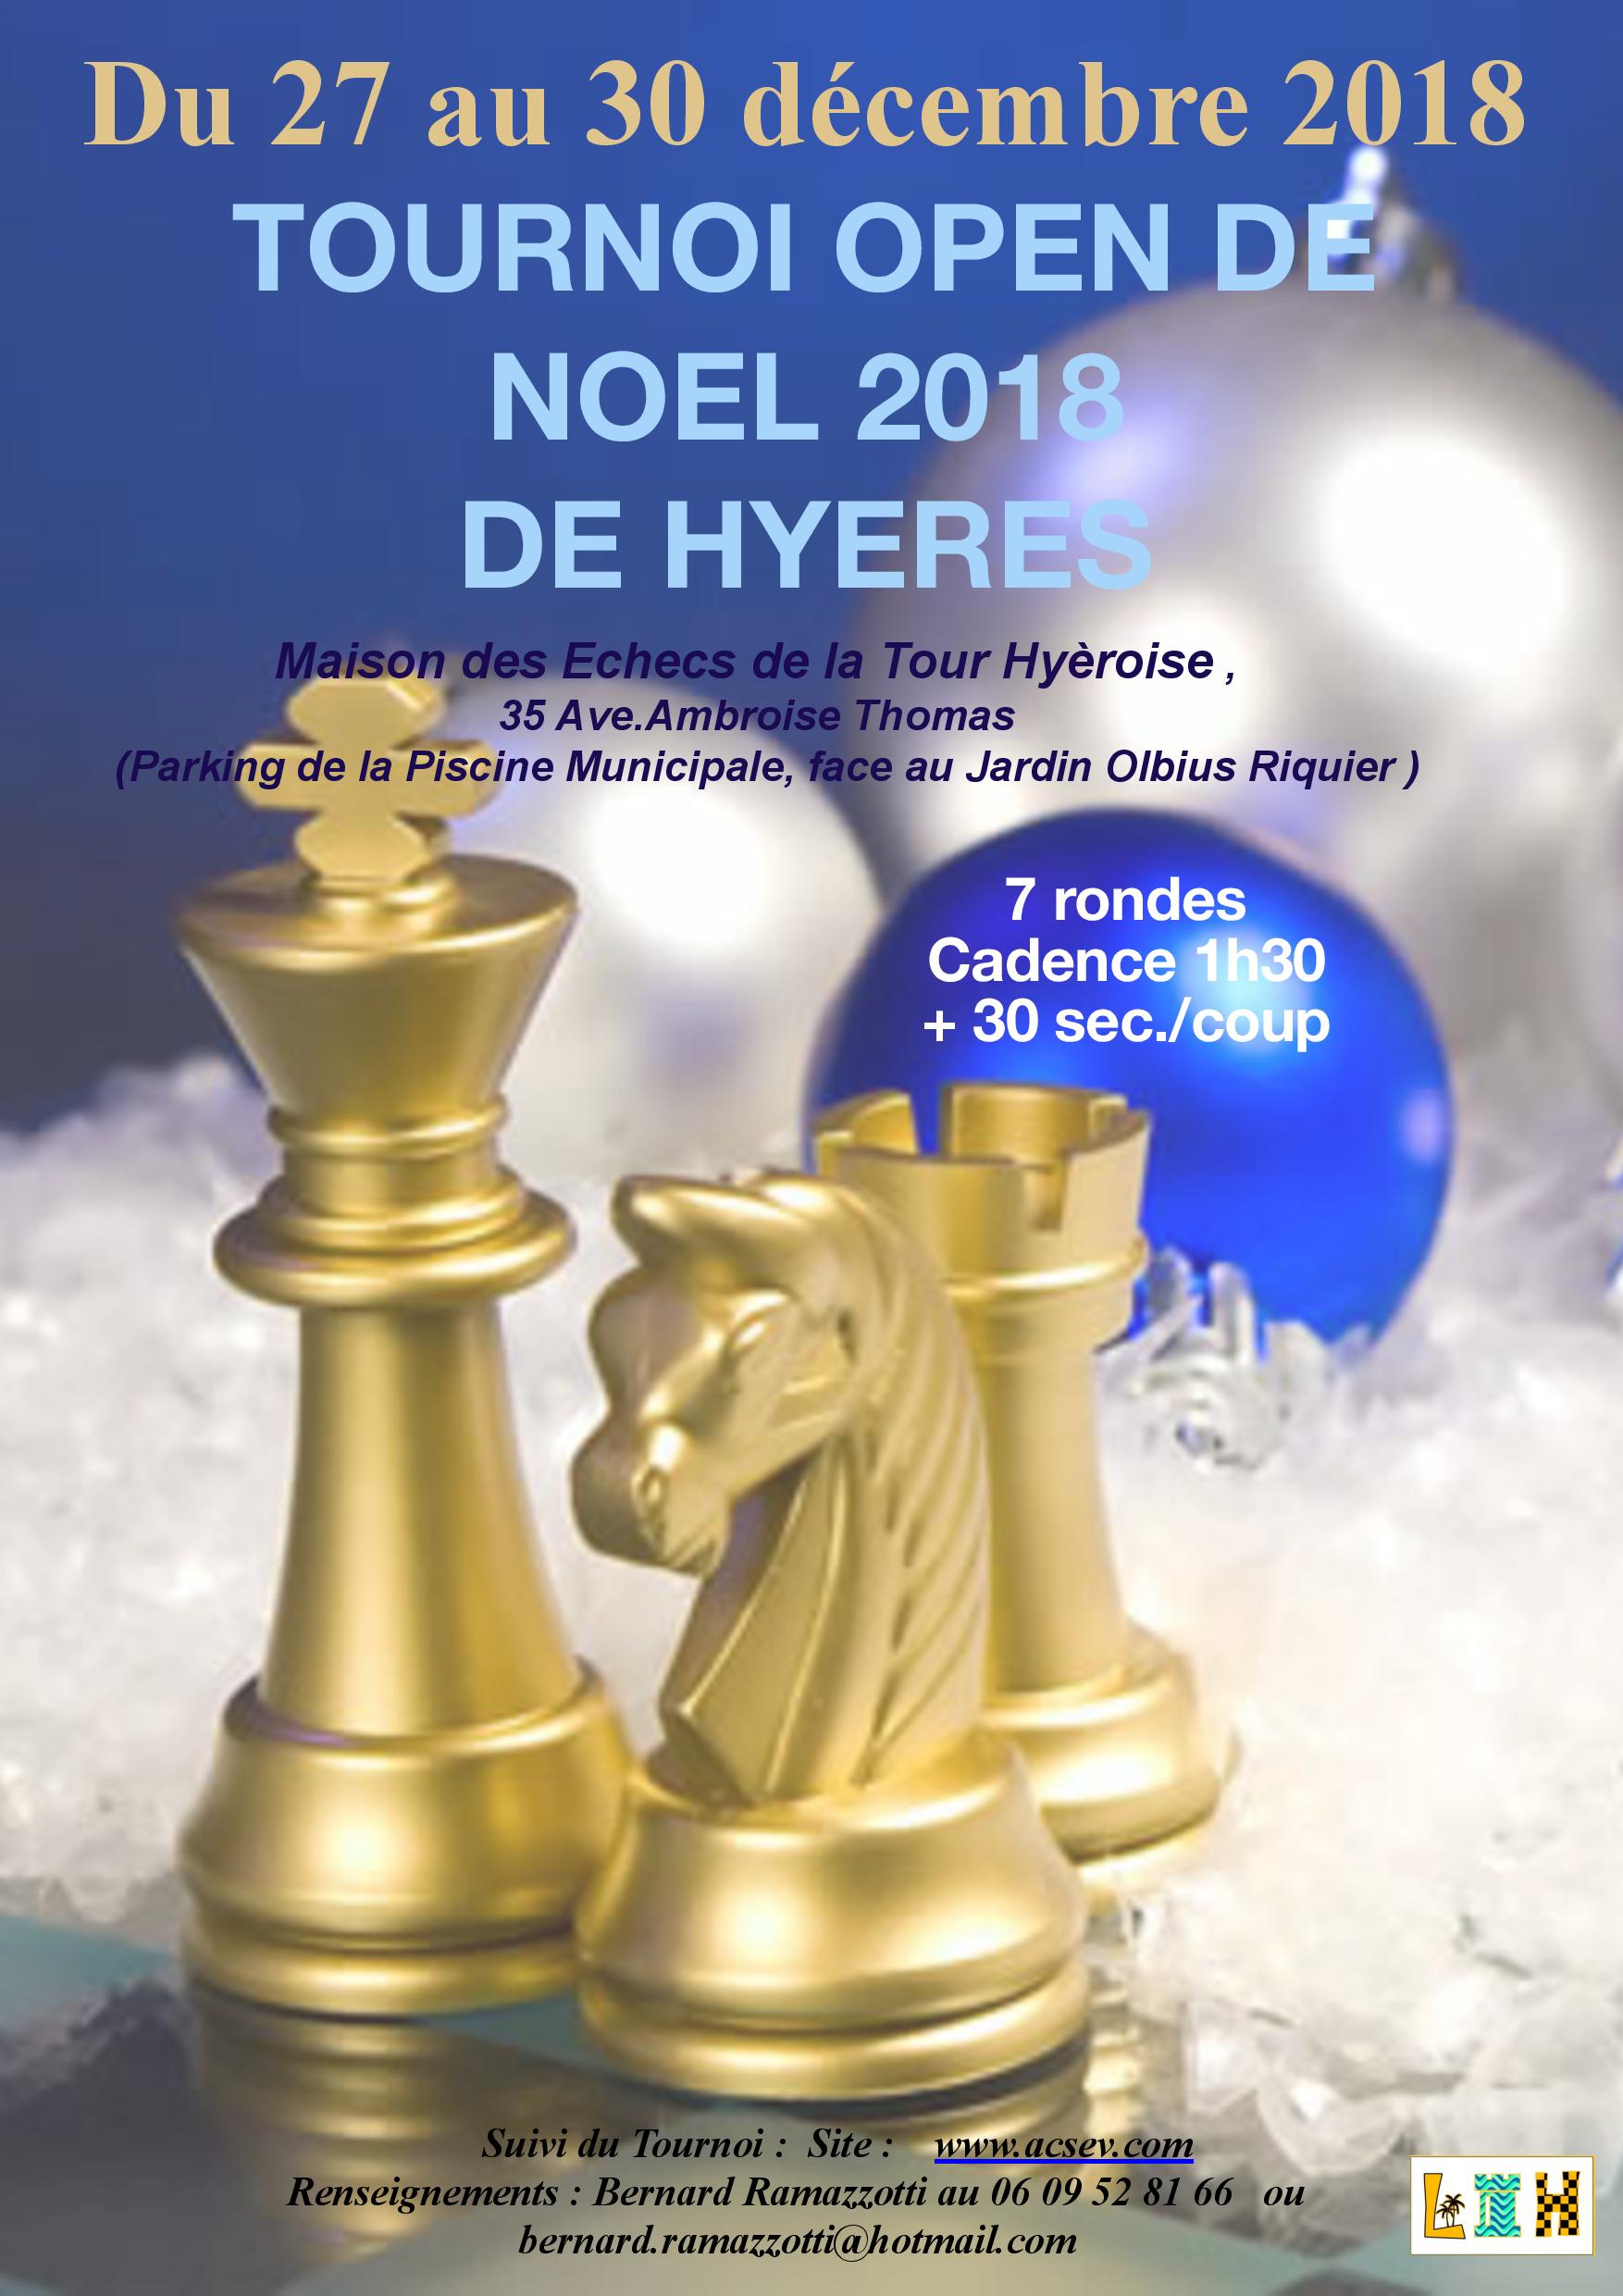 Du 27 au 30 décembre 2018
TOURNOI OPEN DE
NOEL 2018
DE HYERES
Maison des Echecs de la Tour Hyèroise ,
35 Ave.Ambroise Thomas
(Parking de la Piscine Municipale, face au Jardin Olbius Riquier )
7 rondes
Cadence 1h30
+ 30 sec./coup
Suivi du Tournoi : Site : www.acsev.com
Renseignements : Bernard Ramazzotti au 06 09 52 81 66 ou
bernard.ramazzotti@hotmail.com
LTH